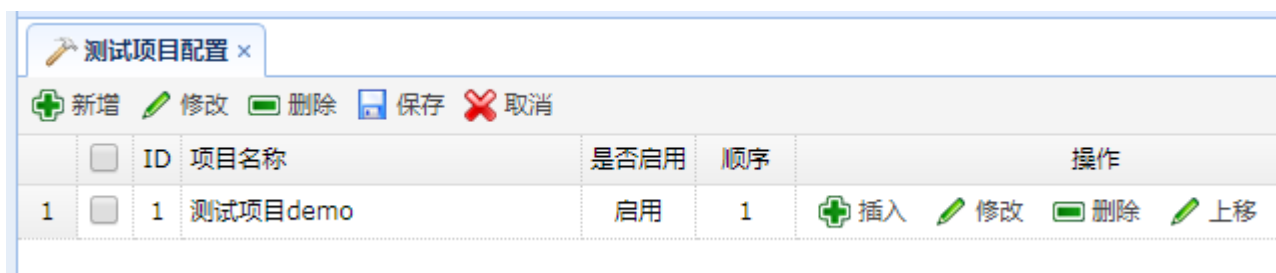 测试项目配置 ×
新增 修改 删除 保存 取消
ID 项目名称 是否启用 顺序 操作
1 1 测试项目demo 启用 1 插入 修改 删除 上移